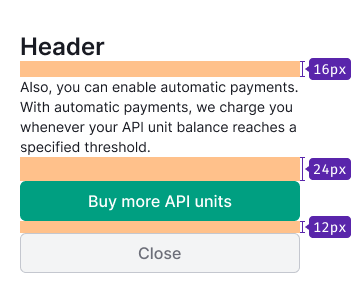 Header
16px
Also, you can enable automatic payments.
With automatic payments, we charge you
whenever your API unit balance reaches a
specified threshold.
24px
Buy more API units
12px
Close